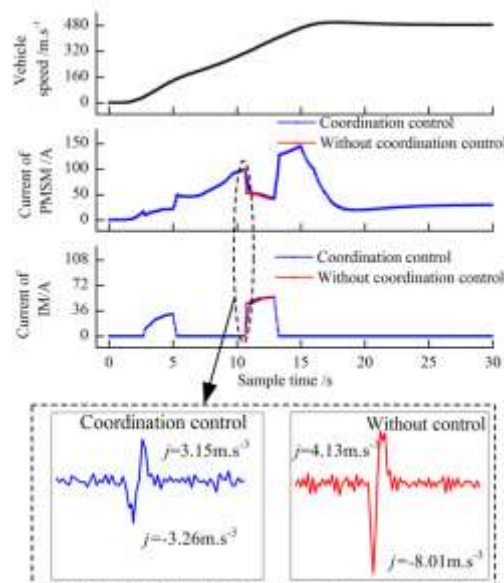 Vehicle
speed /m.s⁻¹
480
320
160
0
Coordination control
Without coordination control
Current of
PMSM /A
150
100
50
0
Coordination control
Without coordination control
Current of
IM/A
108
72
36
0
0 5 10 15 20 25 30
Sample time /s
Coordination control
j=3.15m.s⁻³
j=-3.26m.s⁻³
Without control
j=4.13m.s⁻³
j=-8.01m.s⁻³